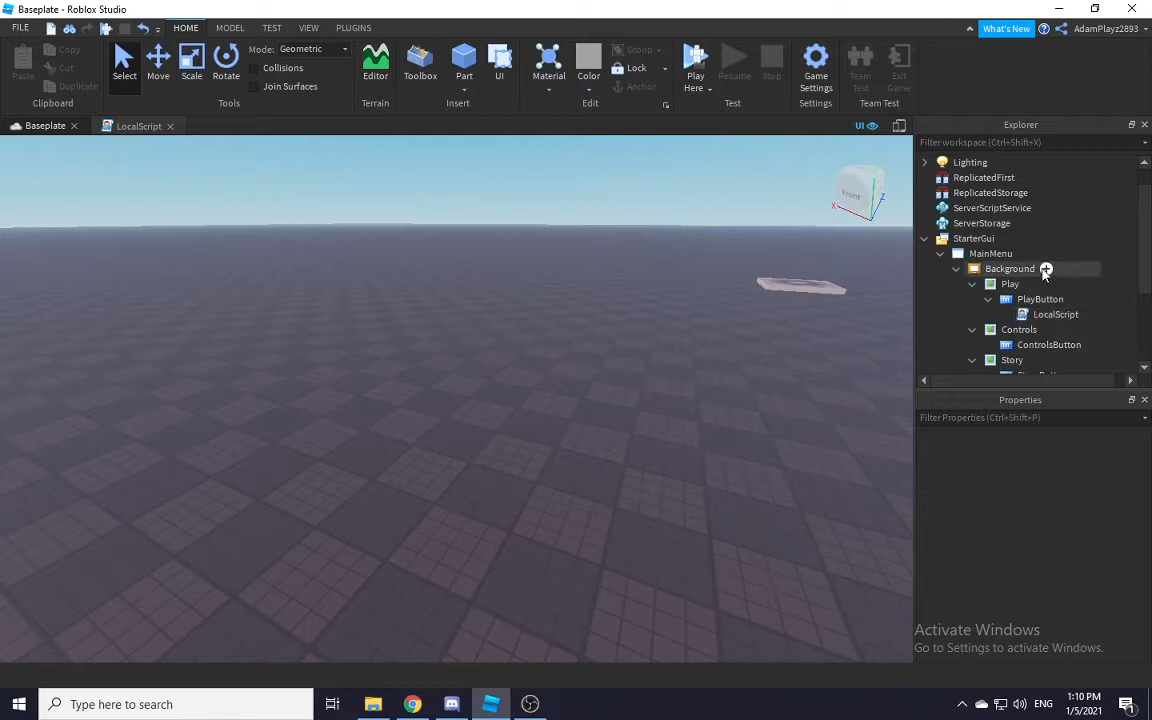 Baseplate - Roblox Studio
FILE HOME MODEL TEST VIEW PLUGINS What's New AdamPlayz2893
Paste Copy Cut Duplicate
Clipboard
Select Move Scale Rotate
Mode: Geometric
Collisions
Join Surfaces
Tools
Editor
Terrain
Toolbox Part UI
Insert
Material Color Group Lock Anchor
Edit
Play Here Resume Stop
Test
Game Settings
Settings
Team Test Exit Game
Team Test
Baseplate LocalScript UI
Front
X
Z
Explorer
Filter workspace (Ctrl+Shift+X)
Lighting
ReplicatedFirst
ReplicatedStorage
ServerScriptService
ServerStorage
StarterGui
MainMenu
Background
Play
PlayButton
LocalScript
Controls
ControlsButton
Story
Properties
Filter Properties (Ctrl+Shift+P)
Activate Windows
Go to Settings to activate Windows.
Type here to search
ENG
1:10 PM
1/5/2021
1